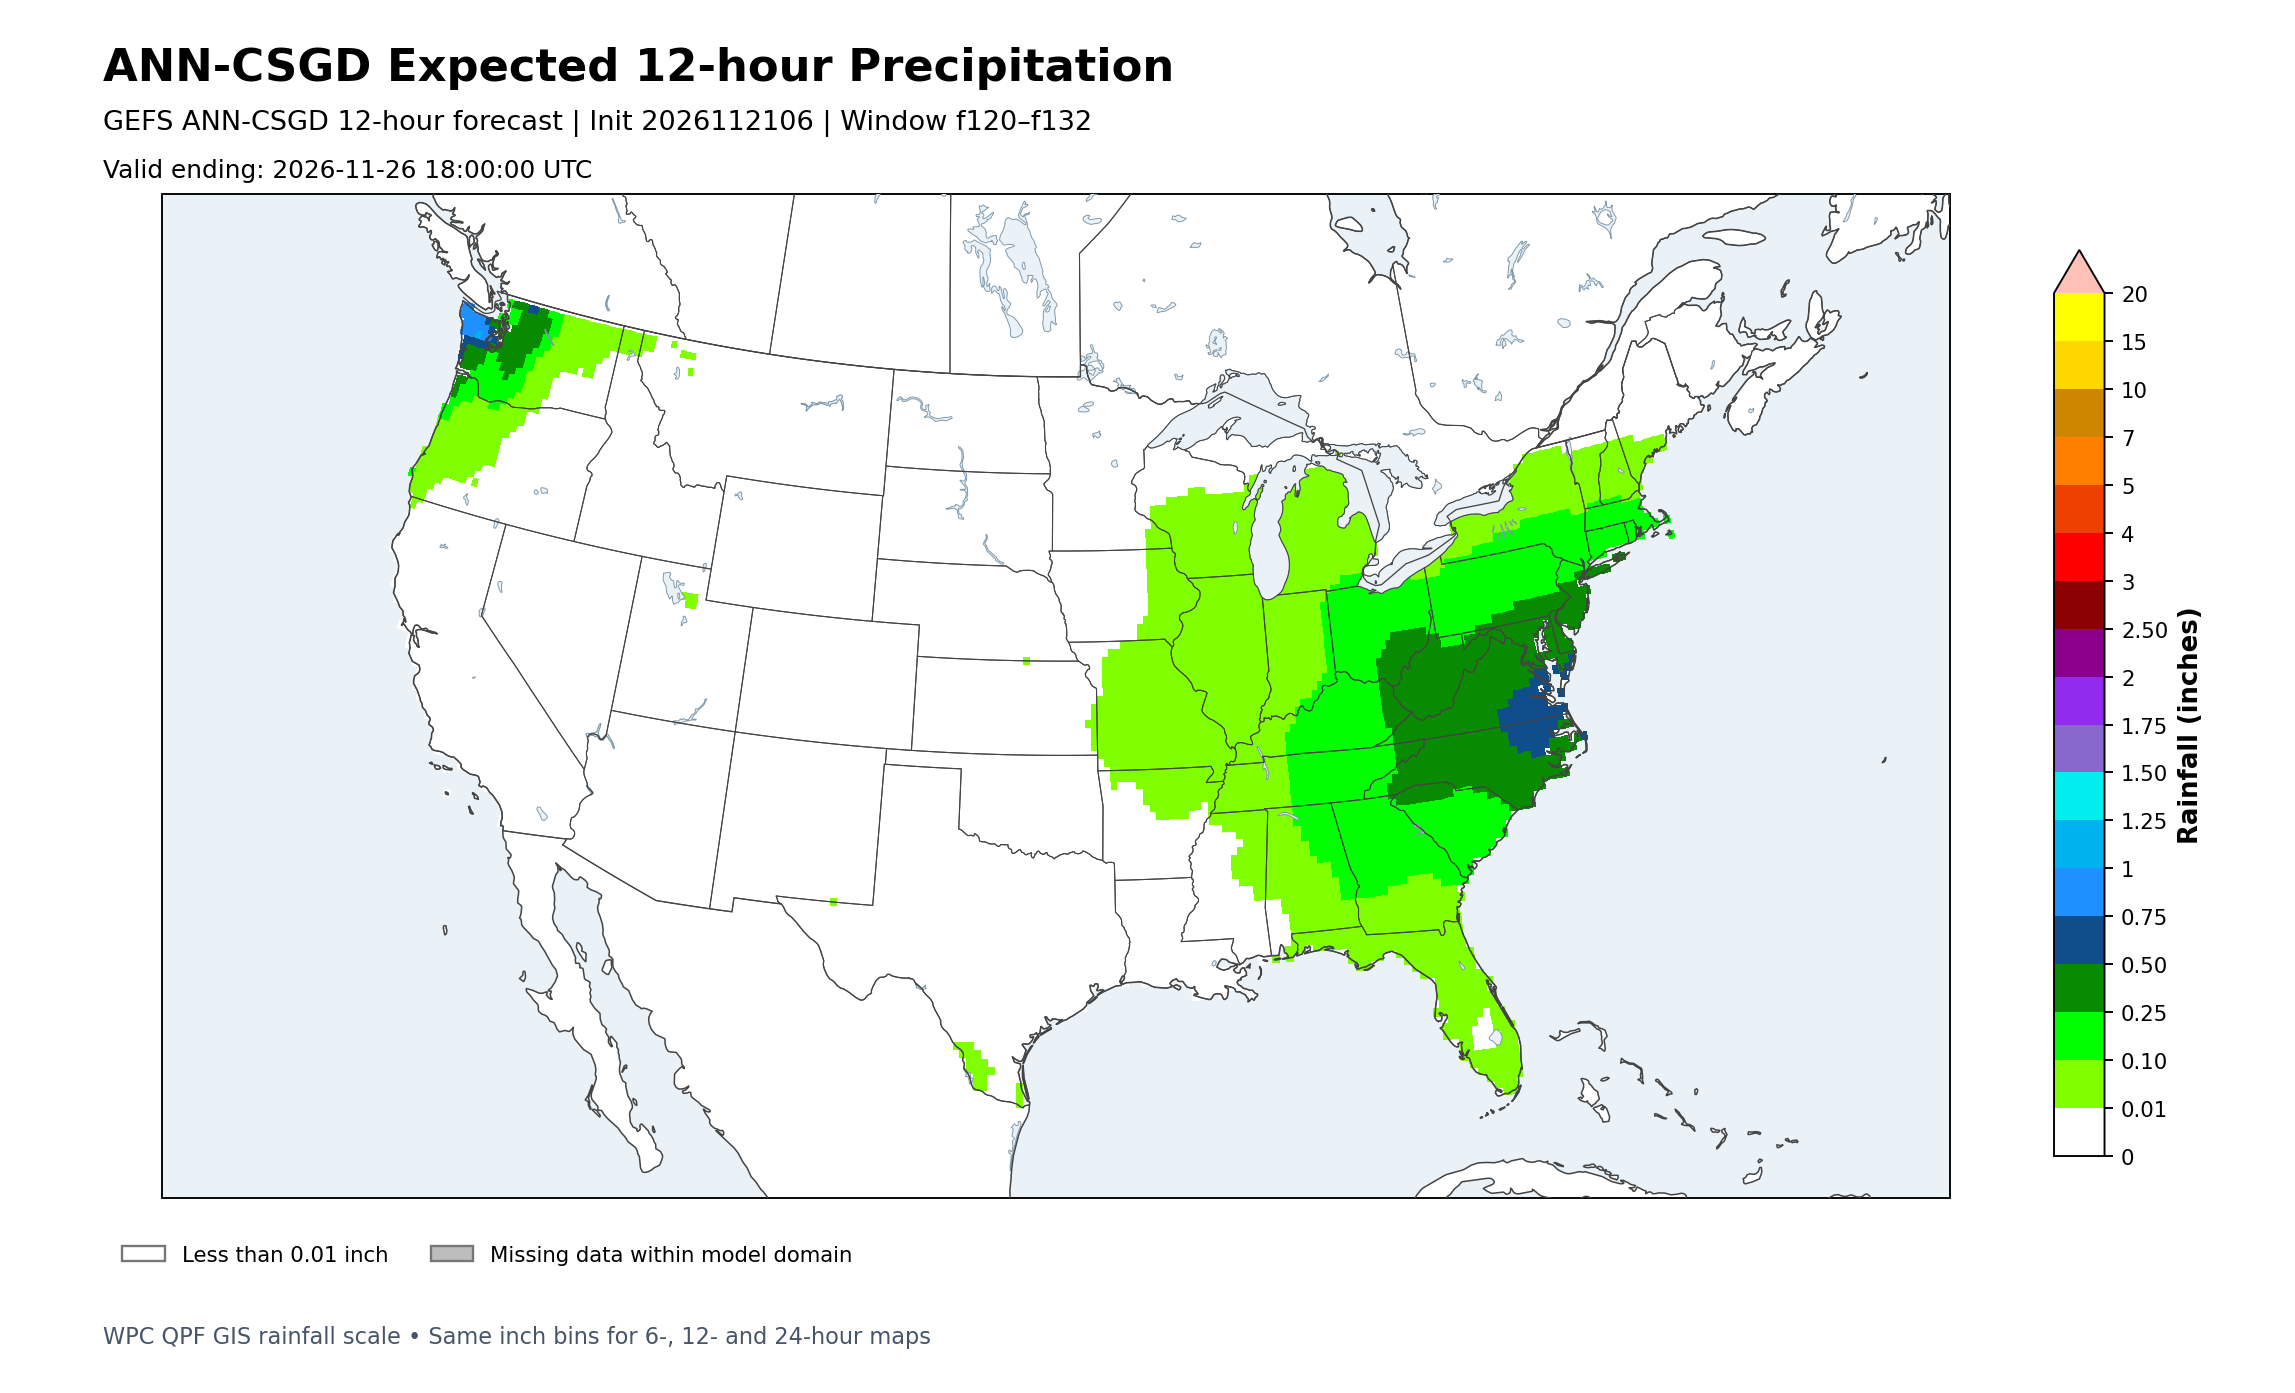 ANN-CSGD Expected 12-hour Precipitation
GEFS ANN-CSGD 12-hour forecast | Init 2026112106 | Window f120–f132
Valid ending: 2026-11-26 18:00:00 UTC
20
15
10
7
5
4
3
2.50
2
1.75
1.50
1.25
1
0.75
0.50
0.25
0.10
0.01
0
Rainfall (inches)
Less than 0.01 inch
Missing data within model domain
WPC QPF GIS rainfall scale • Same inch bins for 6-, 12- and 24-hour maps